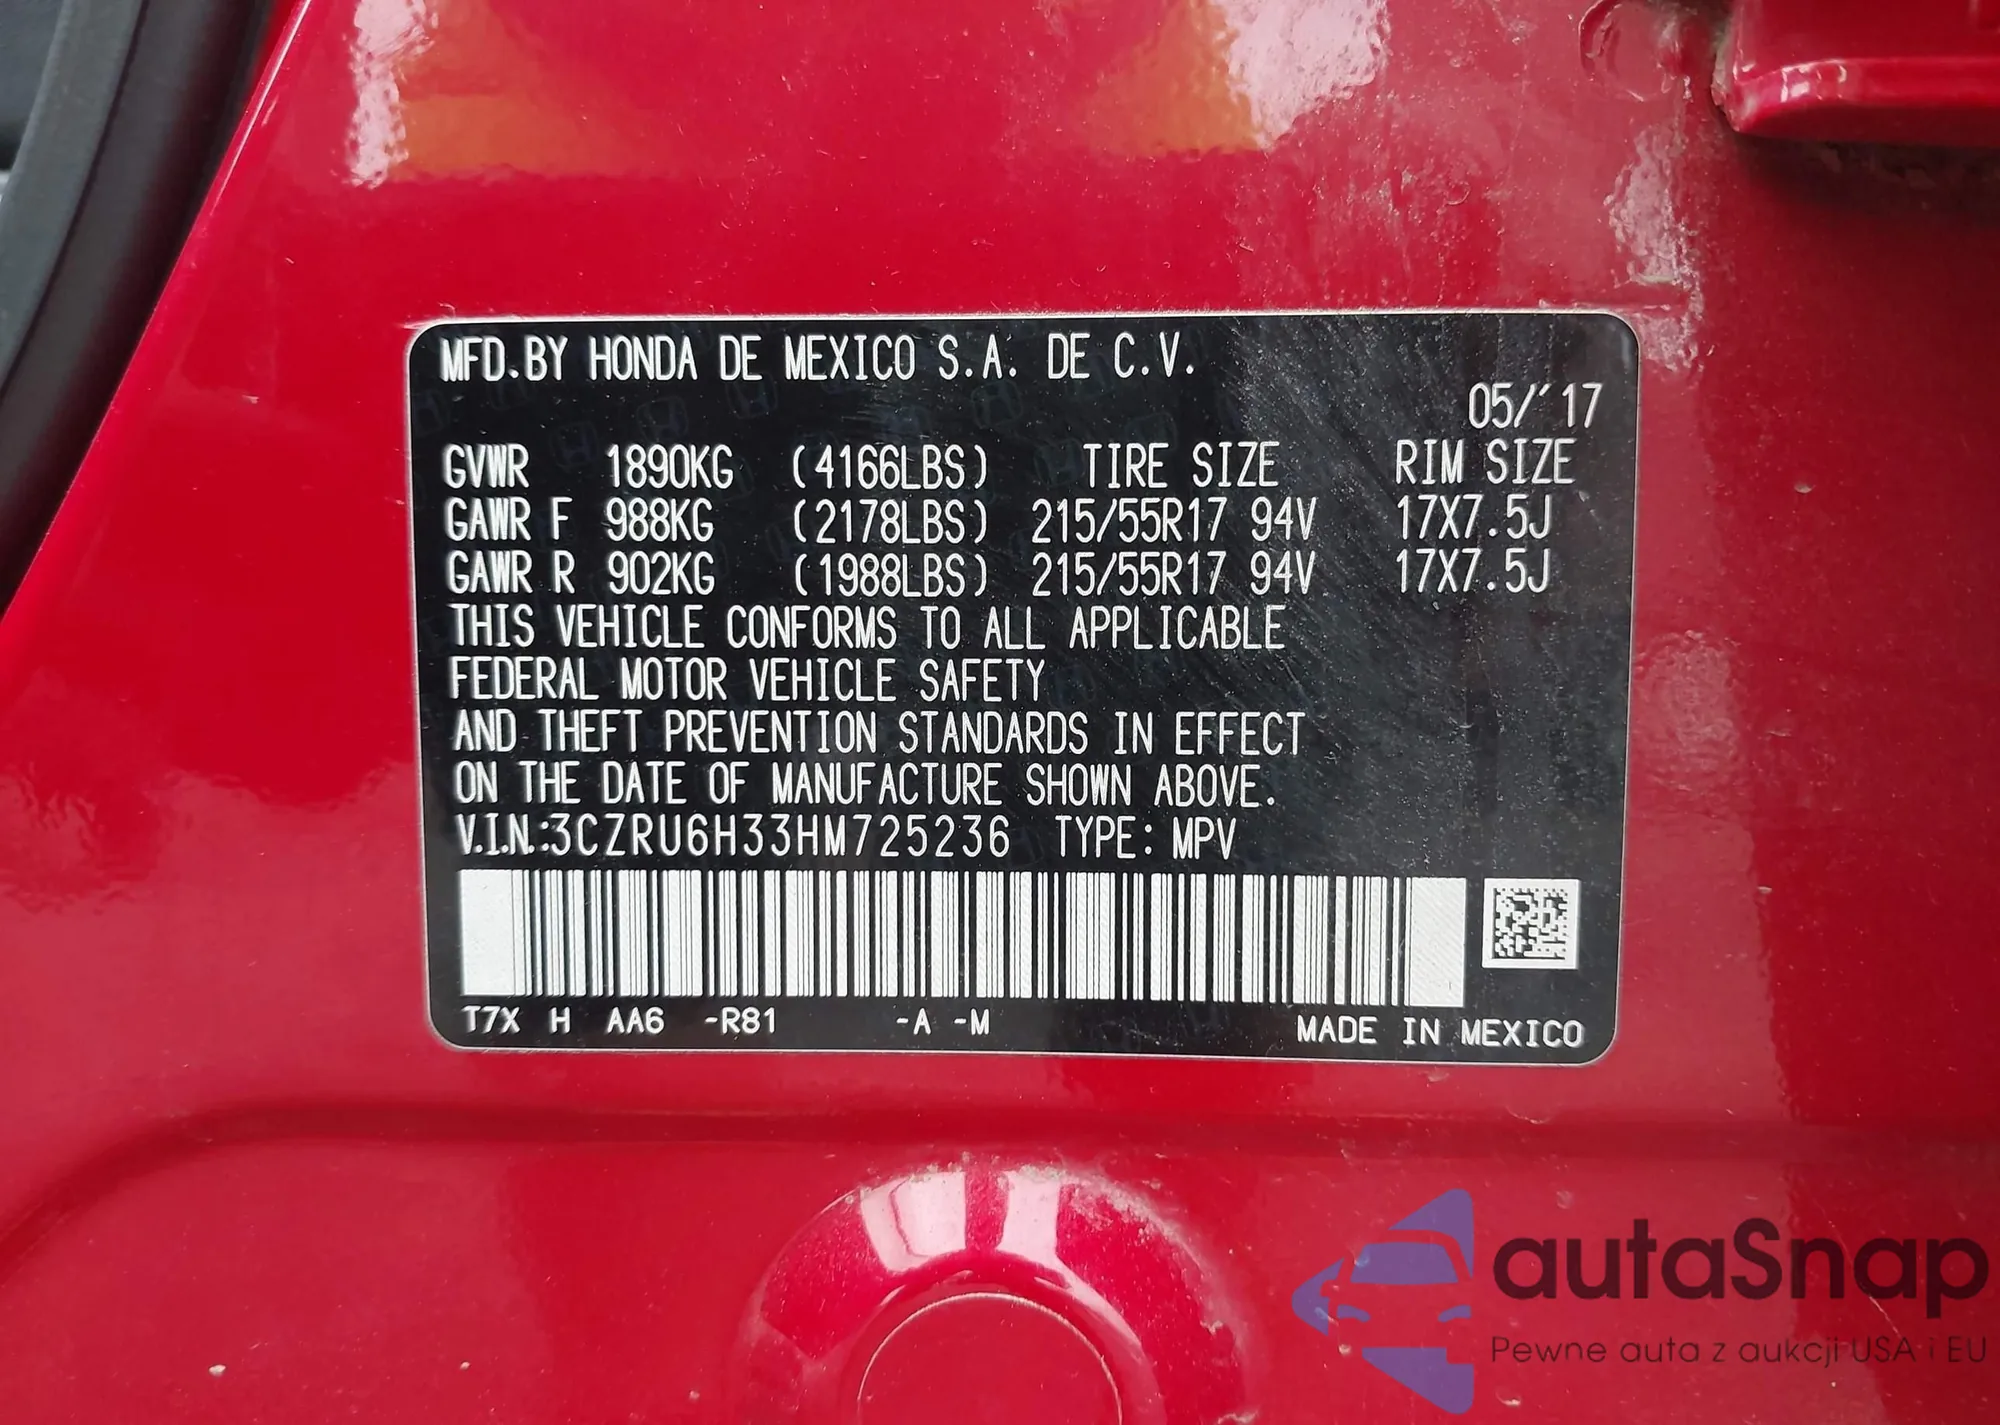 MFD.BY HONDA DE MEXICO S.A. DE C.V.
05/'17
GVWR 1890KG (4166LBS) TIRE SIZE RIM SIZE
GAWR F 988KG (2178LBS) 215/55R17 94V 17X7.5J
GAWR R 902KG (1988LBS) 215/55R17 94V 17X7.5J
THIS VEHICLE CONFORMS TO ALL APPLICABLE
FEDERAL MOTOR VEHICLE SAFETY
AND THEFT PREVENTION STANDARDS IN EFFECT
ON THE DATE OF MANUFACTURE SHOWN ABOVE.
V.I.N.:3CZRU6H33HM725236 TYPE: MPV
T7X H AA6 -R81 -A -M MADE IN MEXICO
autaSnap
Pewne auta z aukcji USA i EU